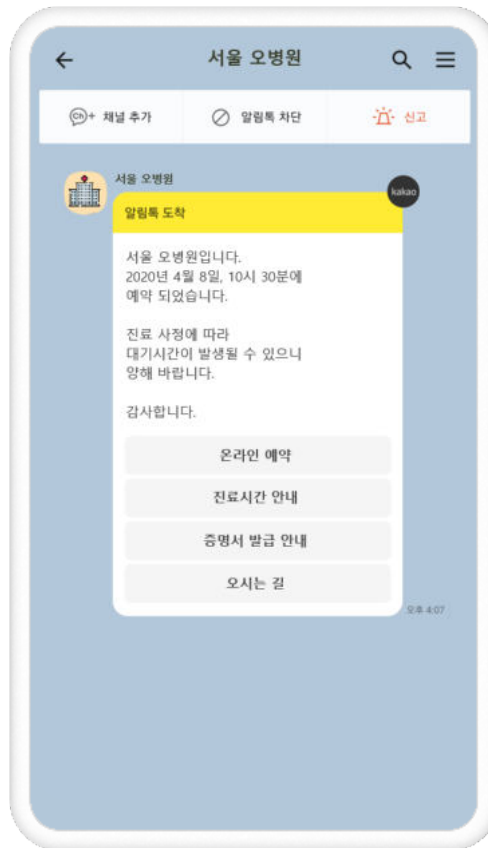 서울 오병원
Ch+ 채널 추가
알림톡 차단
신고
서울 오병원
kakao
알림톡 도착
서울 오병원입니다.
2020년 4월 8일, 10시 30분에
예약 되었습니다.
진료 사정에 따라
대기시간이 발생될 수 있으니
양해 바랍니다.
감사합니다.
온라인 예약
진료시간 안내
증명서 발급 안내
오시는 길
오후 4:07